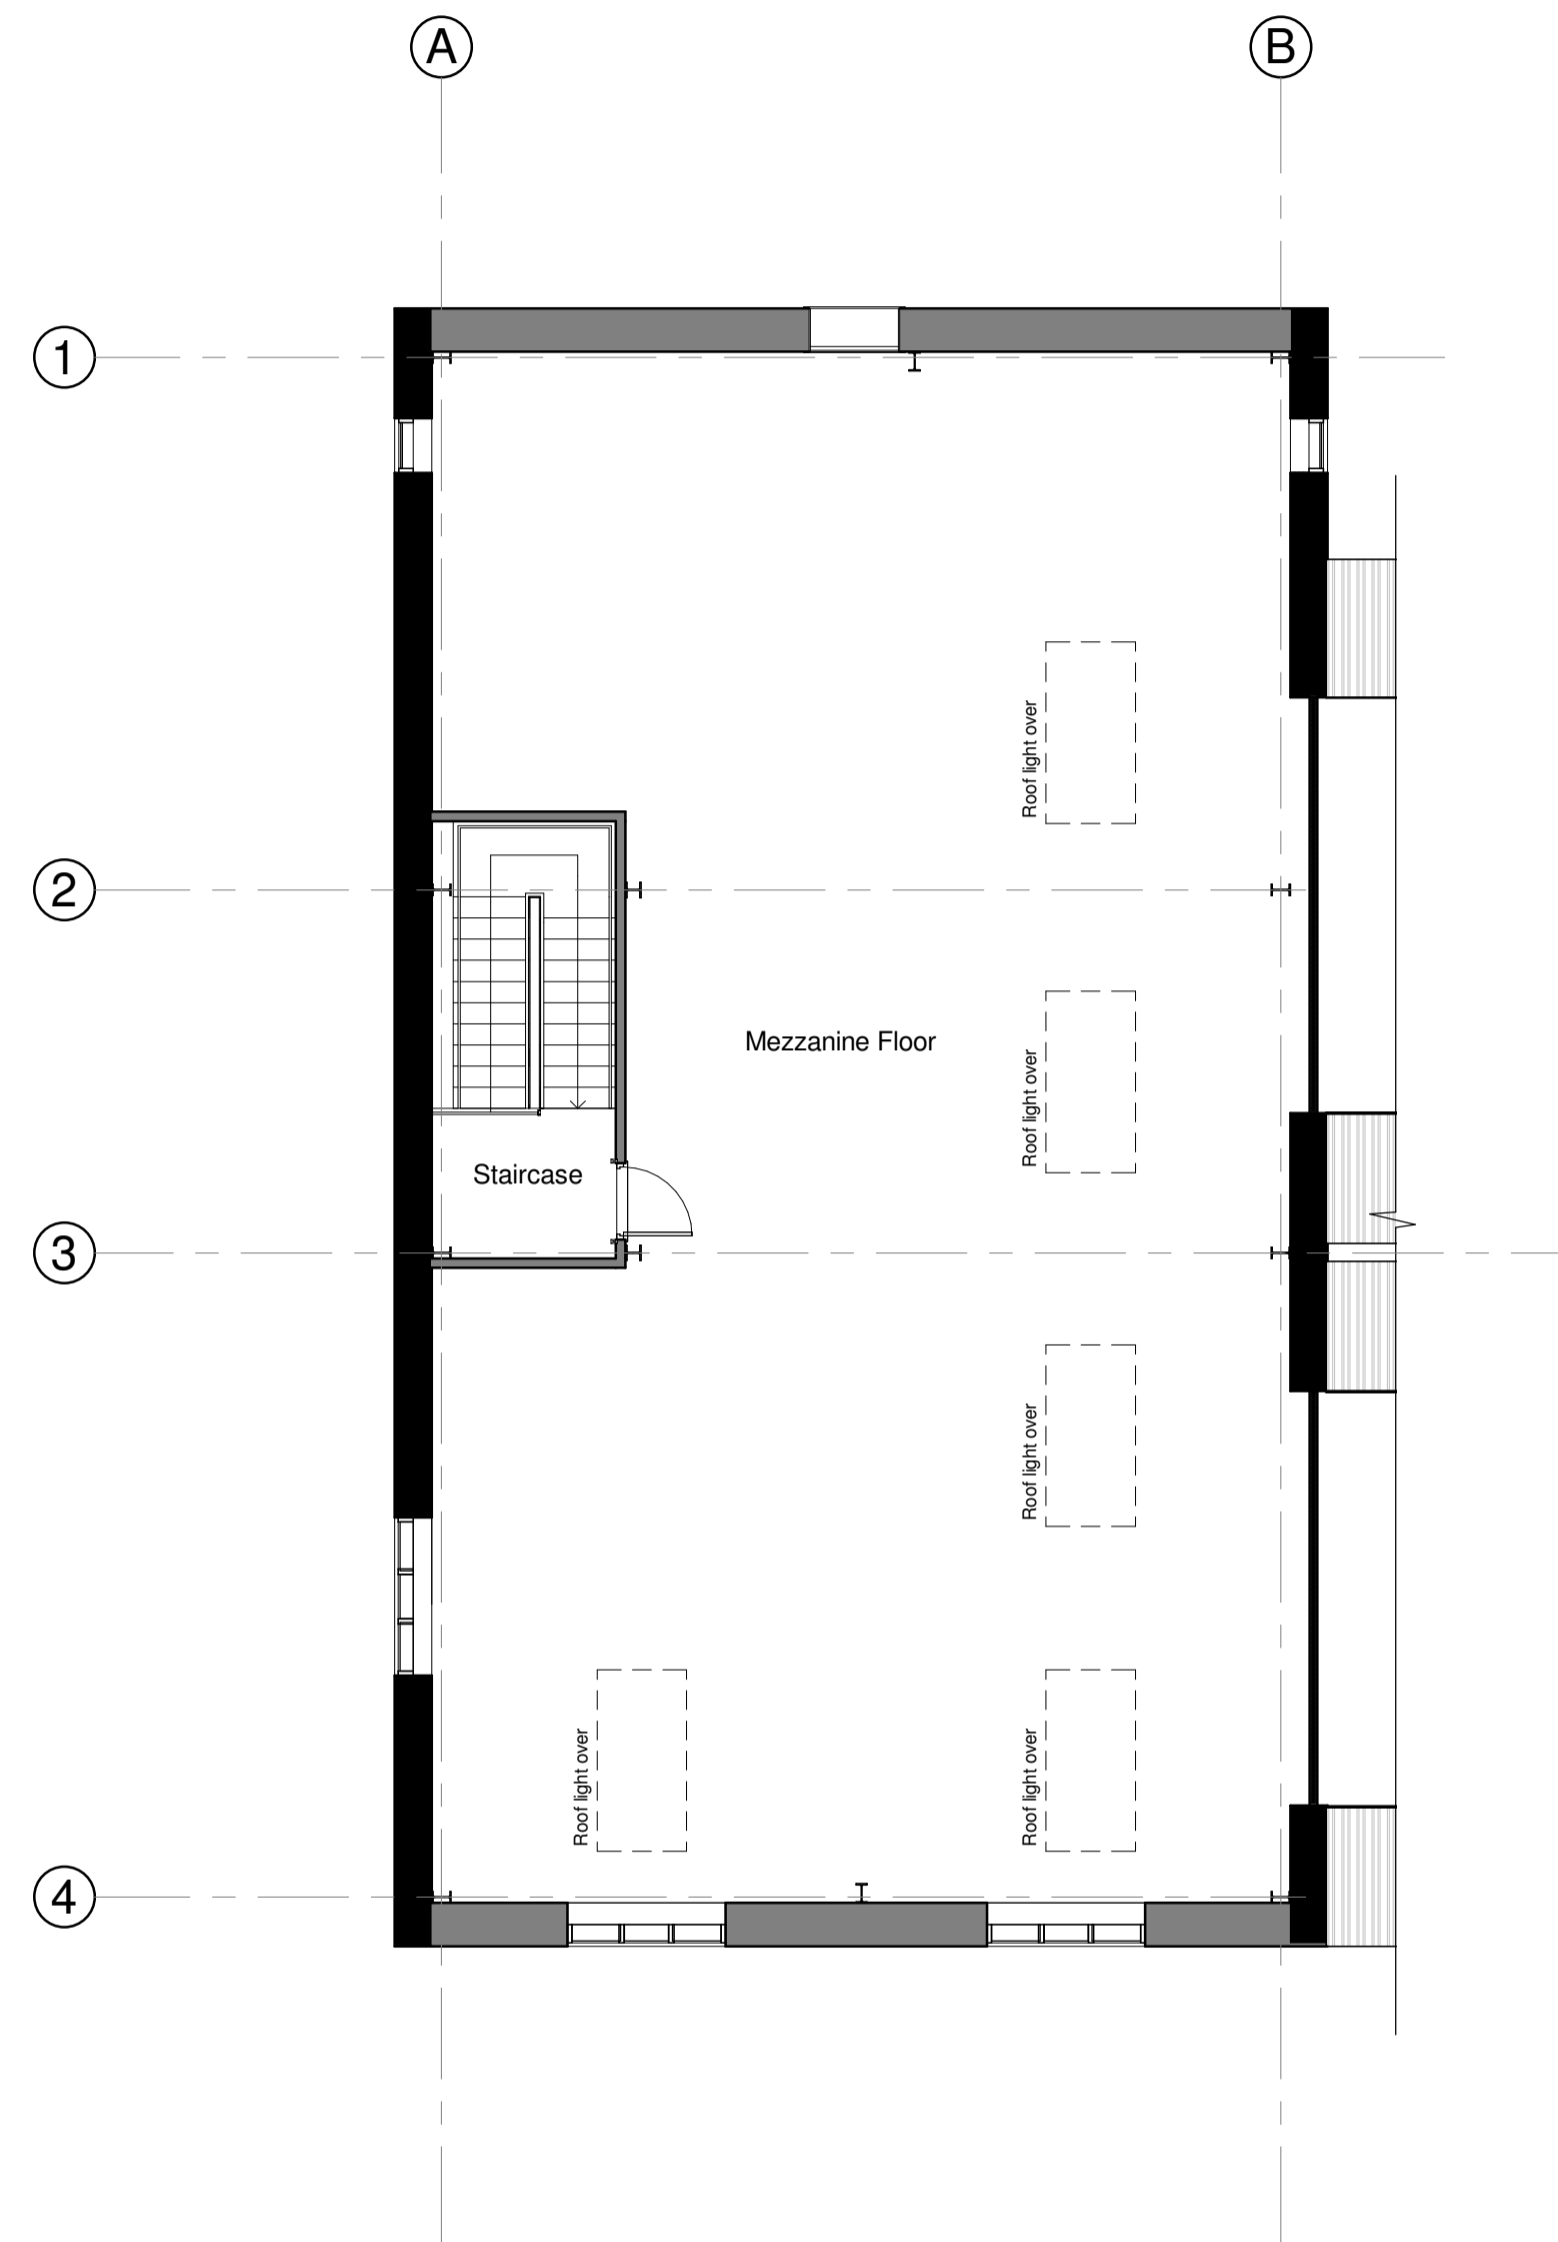 A
B
1
Roof light over
2
Mezzanine Floor
Roof light over
Staircase
3
Roof light over
Roof light over
Roof light over
4